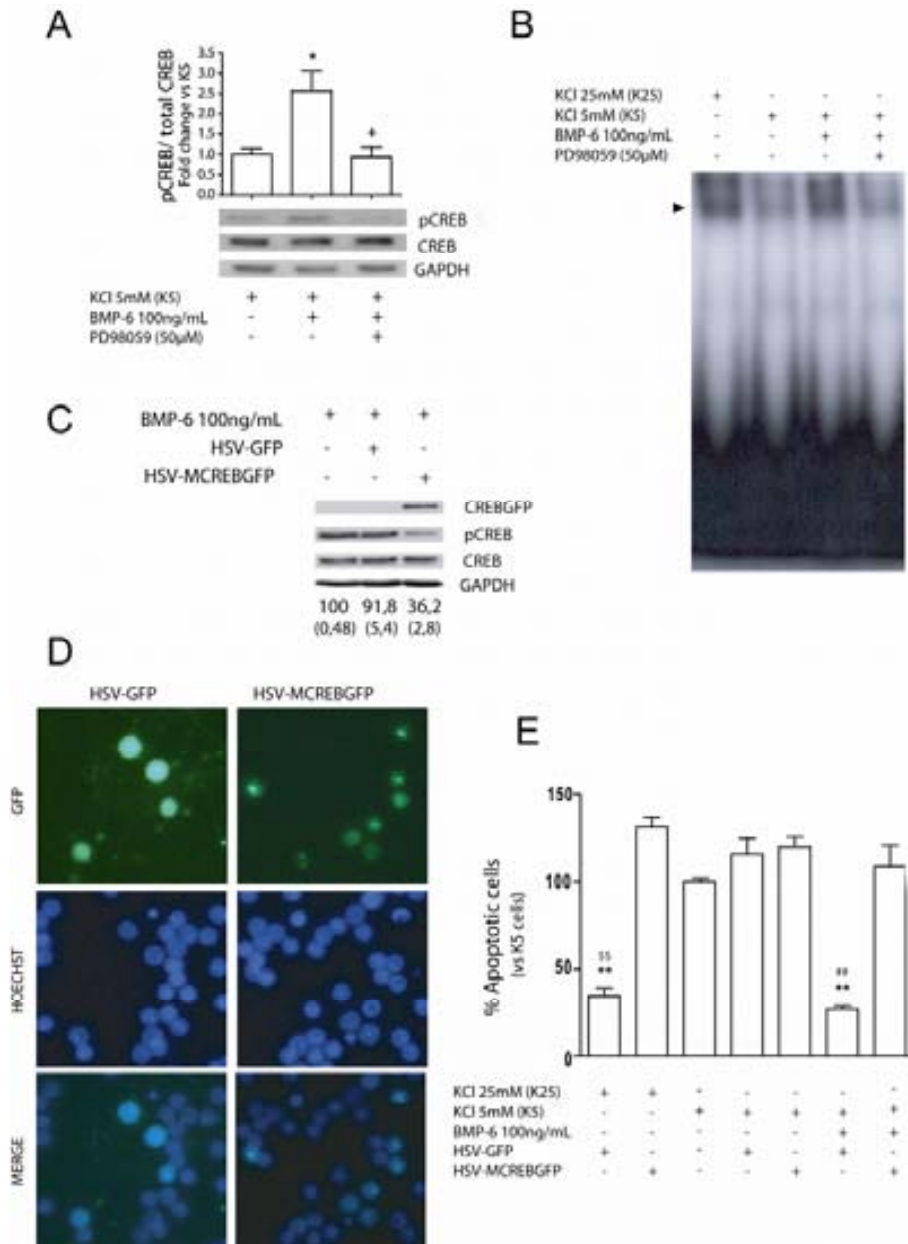 A
pCREB/ total CREB
Fold change vs K5
3.5
3.0
2.5
2.0
1.5
1.0
0.5
0.0
*
+
pCREB
CREB
GAPDH
KCl 5mM (K5) + + +
BMP-6 100ng/mL - + +
PD98059 (50μM) - - +
B
KCl 25mM (K25) + - - -
KCl 5mM (K5) - + + +
BMP-6 100ng/mL - - + +
PD98059 (50μM) - - - +
C
BMP-6 100ng/mL + + +
HSV-GFP - + -
HSV-MCREBGFP - - +
CREBGFP
pCREB
CREB
GAPDH
100 91,8 36,2
(0,48) (5,4) (2,8)
D
HSV-GFP HSV-MCREBGFP
GFP
HOECHST
MERGE
E
% Apoptotic cells
(vs K5 cells)
150
100
50
0
$$
**
##
**
KCl 25mM (K25) + + - - - - -
KCl 5mM (K5) - - + + + + +
BMP-6 100ng/mL - - - - - + +
HSV-GFP + - - + - + -
HSV-MCREBGFP - + - - + - +